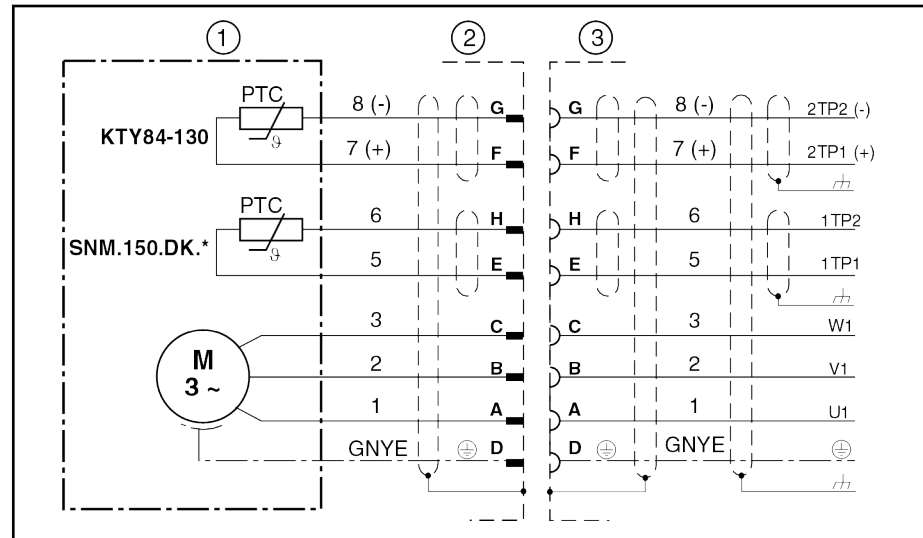 1 2 3
PTC 8 (-) G G 8 (-) 2TP2 (-)
KTY84-130 ϑ
7 (+) F F 7 (+) 2TP1 (+)
PTC 6 H H 6 1TP2
SNM.150.DK.* ϑ
5 E E 5 1TP1
3 C C 3 W1
M 2 B B 2 V1
3 ~
1 A A 1 U1
GNYE D D GNYE